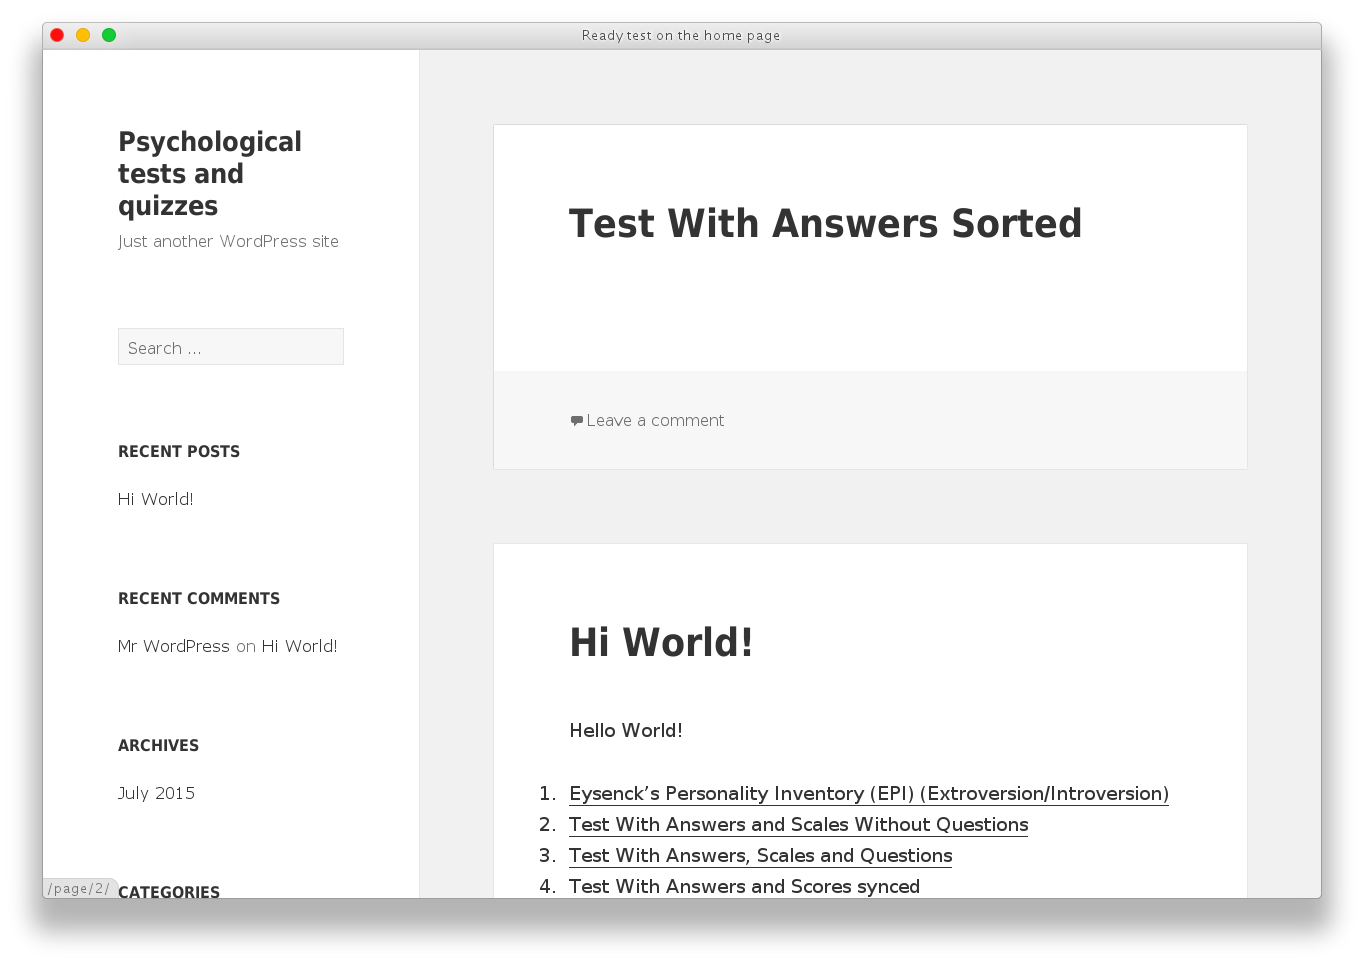 Ready test on the home page
Psychological
tests and
quizzes
Just another WordPress site
Search ...
RECENT POSTS
Hi World!
RECENT COMMENTS
Mr WordPress on Hi World!
ARCHIVES
July 2015
CATEGORIES
/page/2/
Test With Answers Sorted
Leave a comment
Hi World!
Hello World!
1. Eysenck’s Personality Inventory (EPI) (Extroversion/Introversion)
2. Test With Answers and Scales Without Questions
3. Test With Answers, Scales and Questions
4. Test With Answers and Scores synced